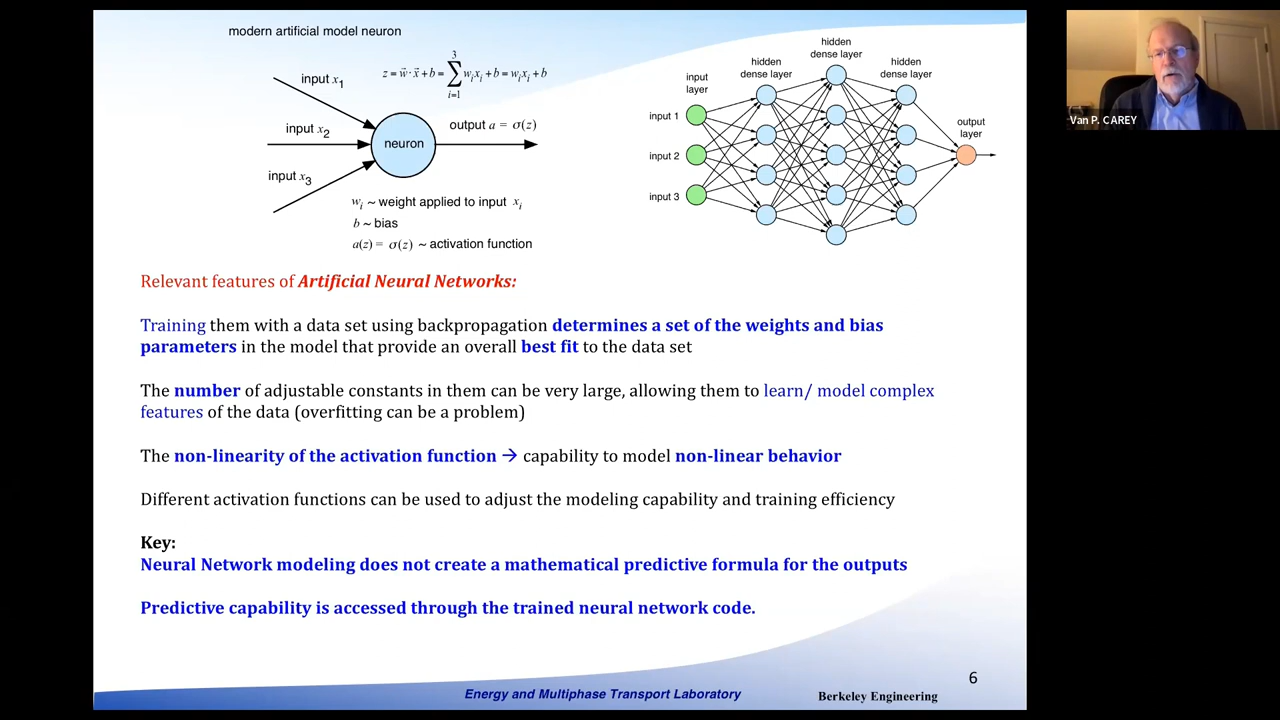 modern artificial model neuron
input x1
input x2
input x3
z = w⃗ · x⃗ + b = ∑ i=1 3 wixi + b = wixi + b
neuron
output a = σ(z)
wi ~ weight applied to input xi
b ~ bias
a(z) = σ(z) ~ activation function
input layer
hidden dense layer
hidden dense layer
hidden dense layer
output layer
input 1
input 2
input 3
Van P. CAREY
Relevant features of Artificial Neural Networks:
Training them with a data set using backpropagation determines a set of the weights and bias
parameters in the model that provide an overall best fit to the data set
The number of adjustable constants in them can be very large, allowing them to learn/ model complex
features of the data (overfitting can be a problem)
The non-linearity of the activation function → capability to model non-linear behavior
Different activation functions can be used to adjust the modeling capability and training efficiency
Key:
Neural Network modeling does not create a mathematical predictive formula for the outputs
Predictive capability is accessed through the trained neural network code.
6
Energy and Multiphase Transport Laboratory
Berkeley Engineering